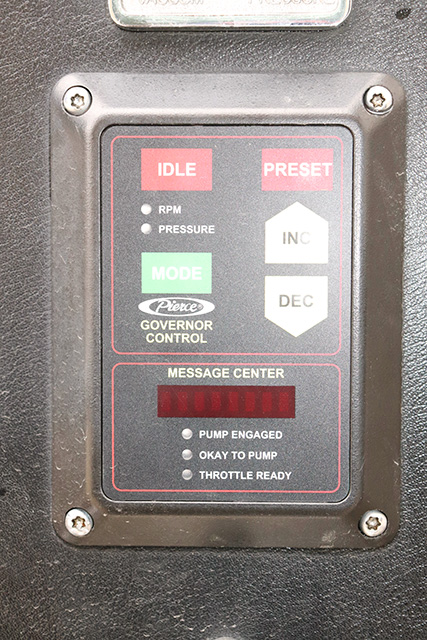 IDLE
PRESET
RPM
PRESSURE
INC
MODE
DEC
Pierce
GOVERNOR
CONTROL
MESSAGE CENTER
PUMP ENGAGED
OKAY TO PUMP
THROTTLE READY